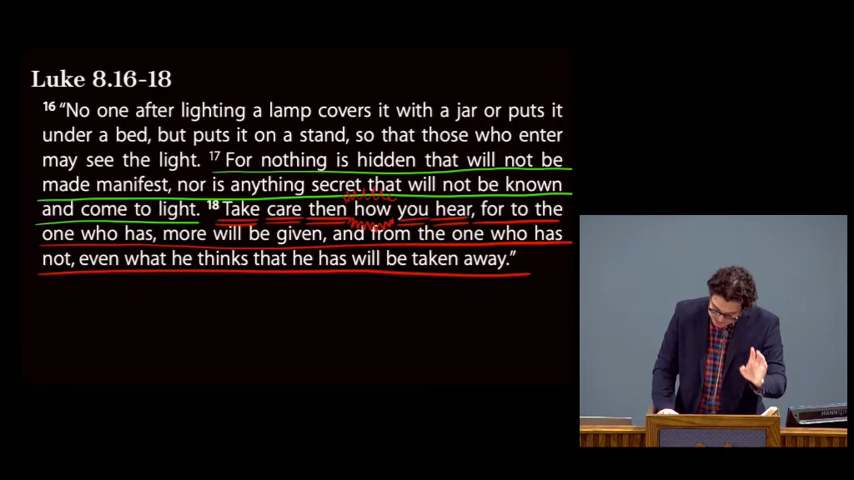 Luke 8.16-18
16 “No one after lighting a lamp covers it with a jar or puts it
under a bed, but puts it on a stand, so that those who enter
may see the light. 17 For nothing is hidden that will not be
made manifest, nor is anything secret that will not be known
and come to light. 18 Take care then how you hear, for to the
one who has, more will be given, and from the one who has
not, even what he thinks that he has will be taken away.”